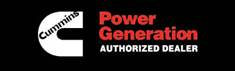 Cummins
Power
Generation
AUTHORIZED DEALER